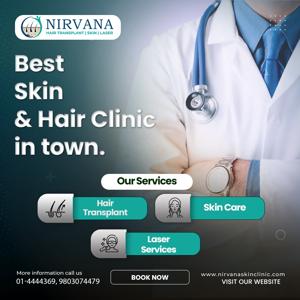 NIRVANA
HAIR TRANSPLANT | SKIN | LASER
Best
Skin
& Hair Clinic
in town.
Our Services
Hair
Transplant
Skin Care
Laser
Services
More information call us
01-4444369, 9803074479
BOOK NOW
www.nirvanaskinclinic.com
VISIT OUR WEBSITE